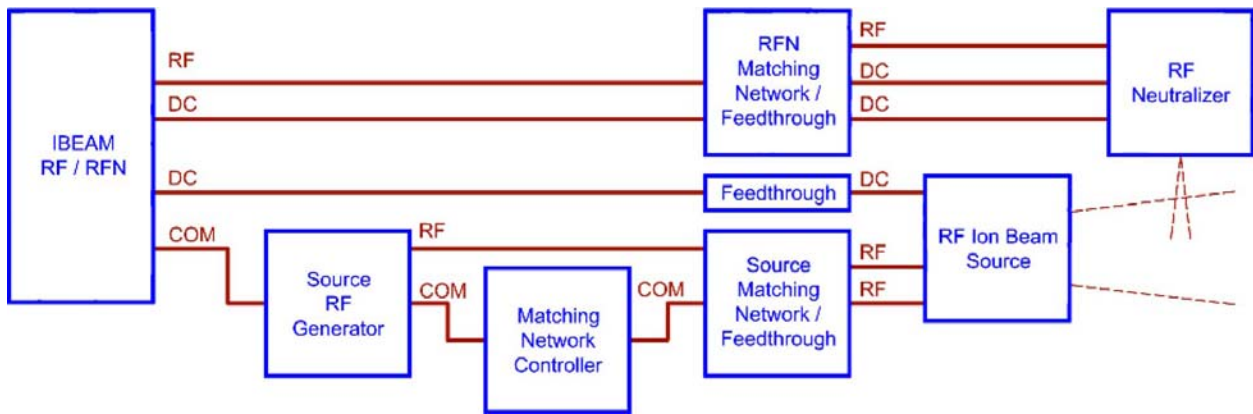 IBEAM
RF / RFN
RF
DC
DC
COM
RFN
Matching
Network /
Feedthrough
RF
DC
DC
RF
Neutralizer
Feedthrough
DC
Source
RF
Generator
RF
COM
Matching
Network
Controller
COM
Source
Matching
Network /
Feedthrough
RF
RF
RF Ion Beam
Source